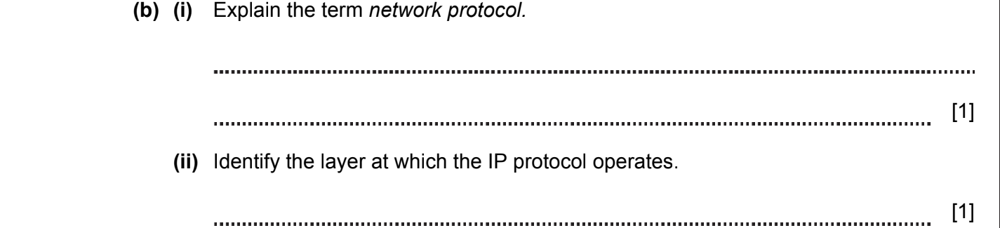 (b) (i) Explain the term network protocol.
[1]
(ii) Identify the layer at which the IP protocol operates.
[1]